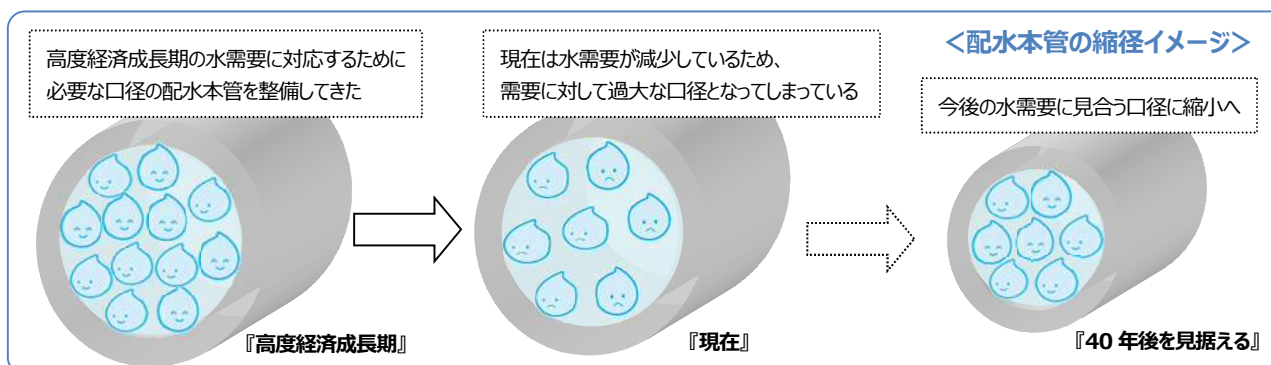 <配水本管の縮径イメージ>
高度経済成長期の水需要に対応するために
必要な口径の配水本管を整備してきた
現在は水需要が減少しているため、
需要に対して過大な口径となってしまっている
今後の水需要に見合う口径に縮小へ
『高度経済成長期』
『現在』
『40 年後を見据える』